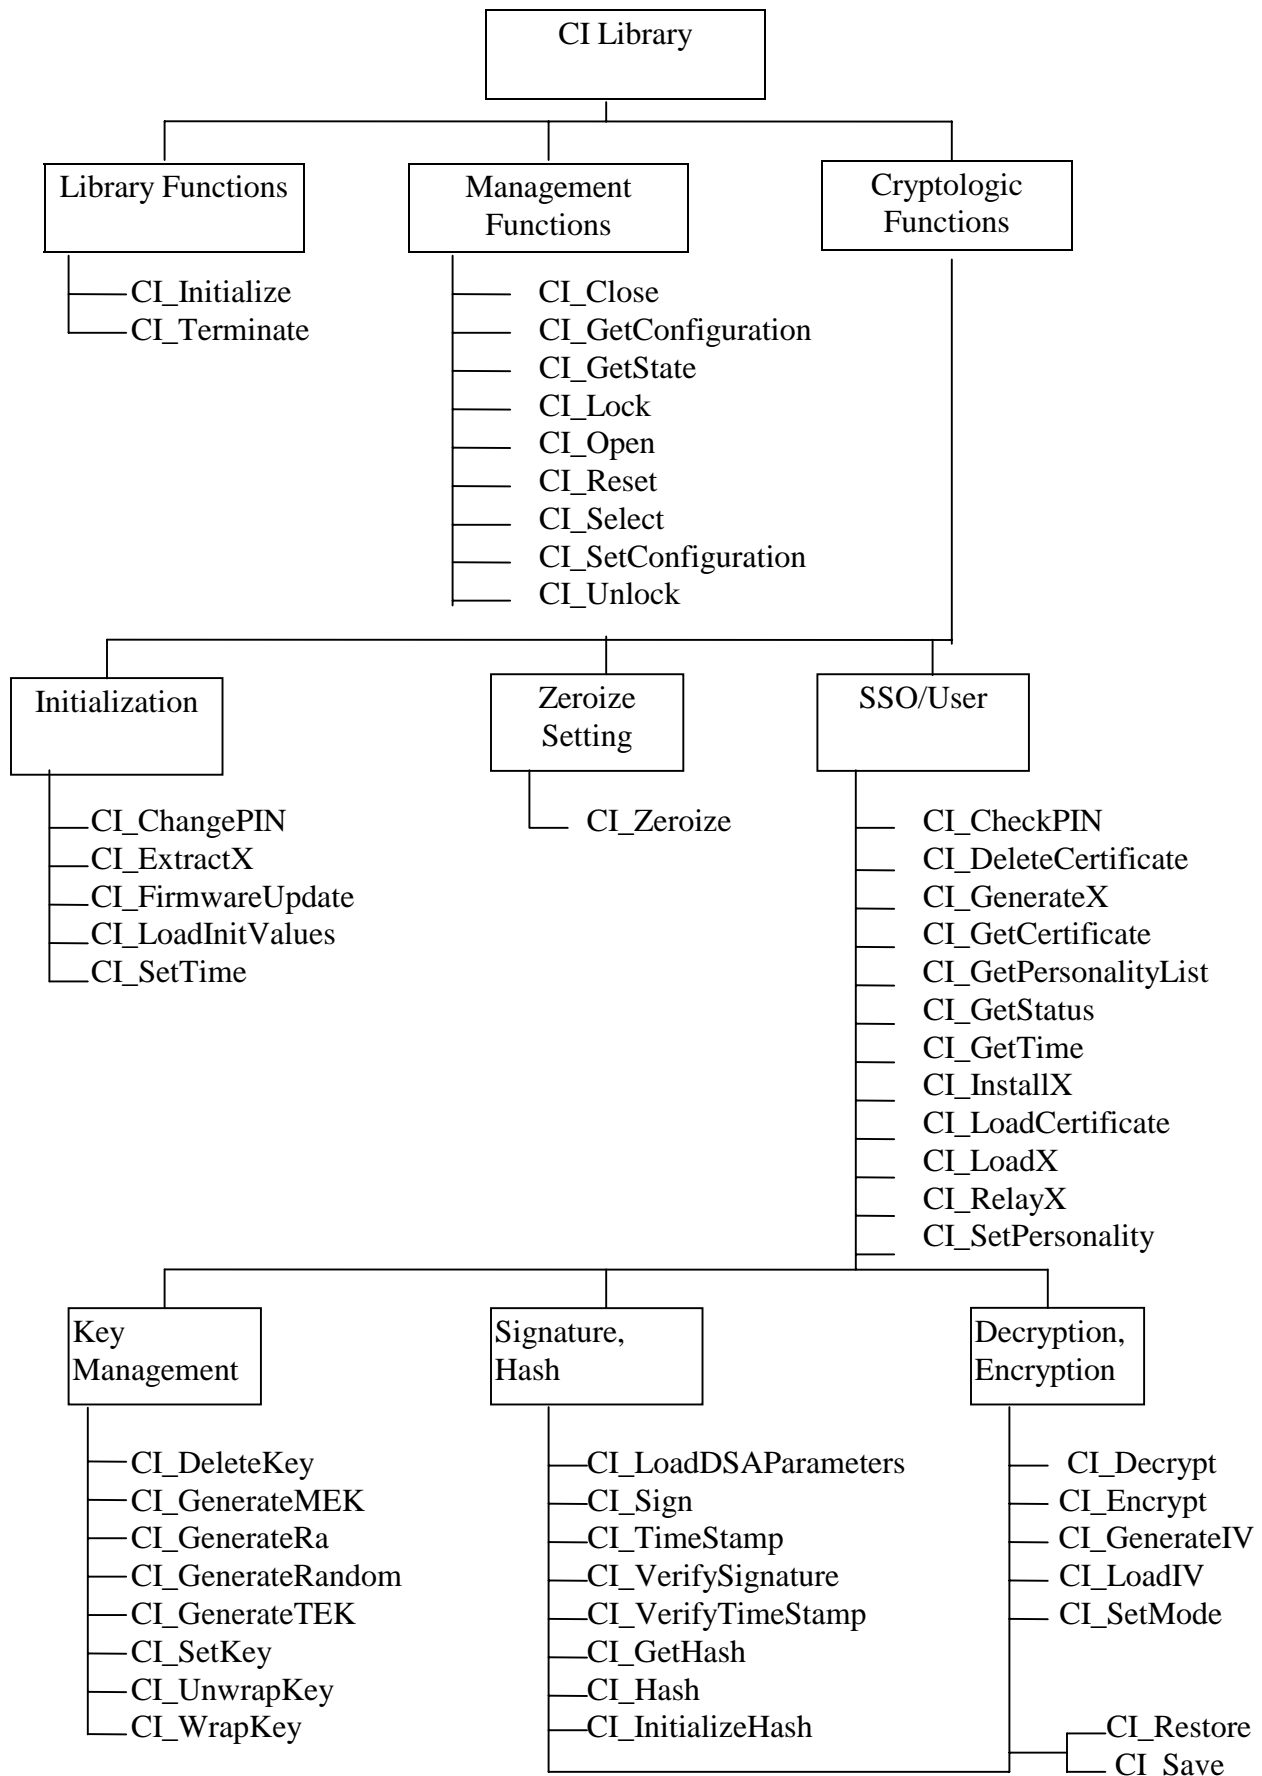 CI Library
Library Functions
Management
Functions
Cryptologic
Functions
CI_Initialize
CI_Terminate
CI_Close
CI_GetConfiguration
CI_GetState
CI_Lock
CI_Open
CI_Reset
CI_Select
CI_SetConfiguration
CI_Unlock
Initialization
Zeroize
Setting
SSO/User
CI_ChangePIN
CI_ExtractX
CI_FirmwareUpdate
CI_LoadInitValues
CI_SetTime
CI_Zeroize
CI_CheckPIN
CI_DeleteCertificate
CI_GenerateX
CI_GetCertificate
CI_GetPersonalityList
CI_GetStatus
CI_GetTime
CI_InstallX
CI_LoadCertificate
CI_LoadX
CI_RelayX
CI_SetPersonality
Key
Management
Signature,
Hash
Decryption,
Encryption
CI_DeleteKey
CI_GenerateMEK
CI_GenerateRa
CI_GenerateRandom
CI_GenerateTEK
CI_SetKey
CI_UnwrapKey
CI_WrapKey
CI_LoadDSAParameters
CI_Sign
CI_TimeStamp
CI_VerifySignature
CI_VerifyTimeStamp
CI_GetHash
CI_Hash
CI_InitializeHash
CI_Decrypt
CI_Encrypt
CI_GenerateIV
CI_LoadIV
CI_SetMode
CI_Restore
CI_Save